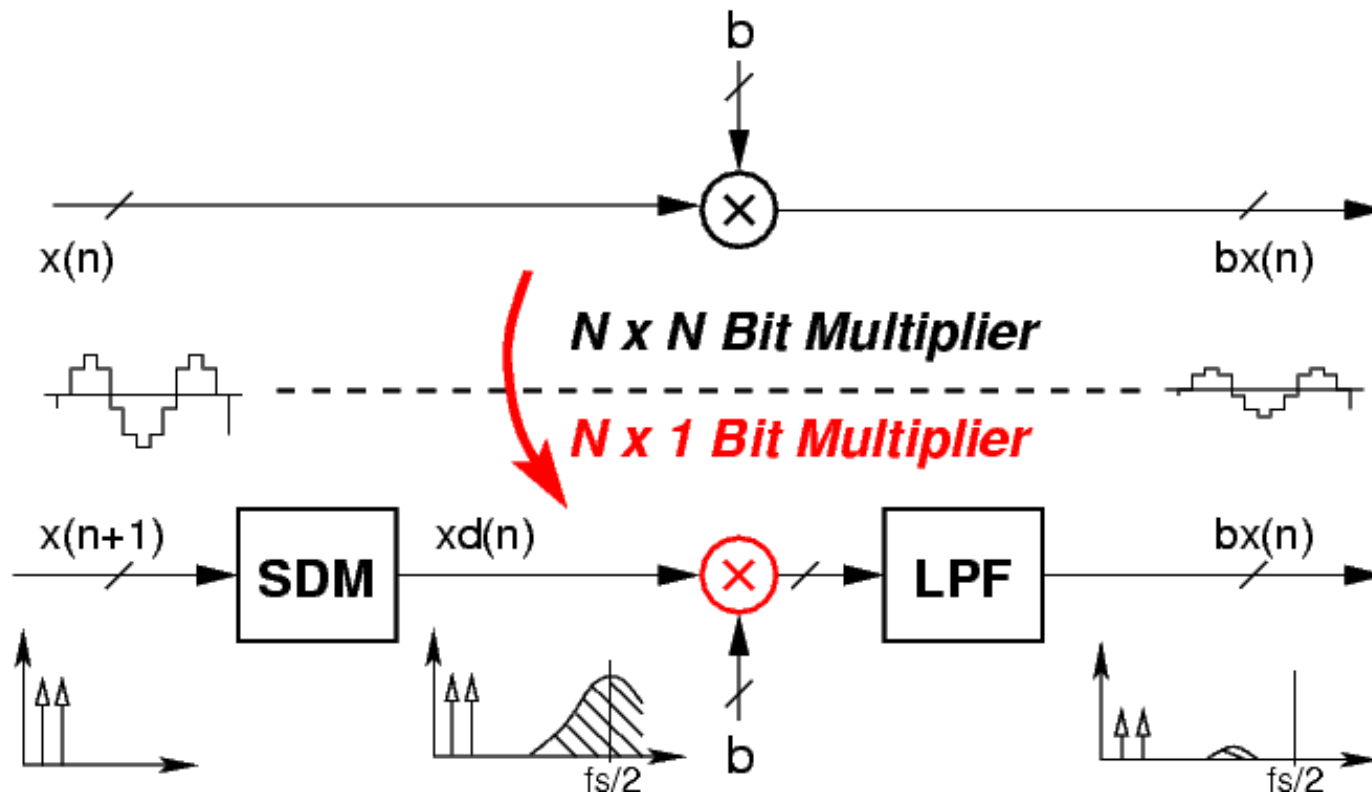 b
×
x(n)
bx(n)
N x N Bit Multiplier
N x 1 Bit Multiplier
x(n+1)
SDM
xd(n)
×
LPF
bx(n)
b
fs/2
fs/2